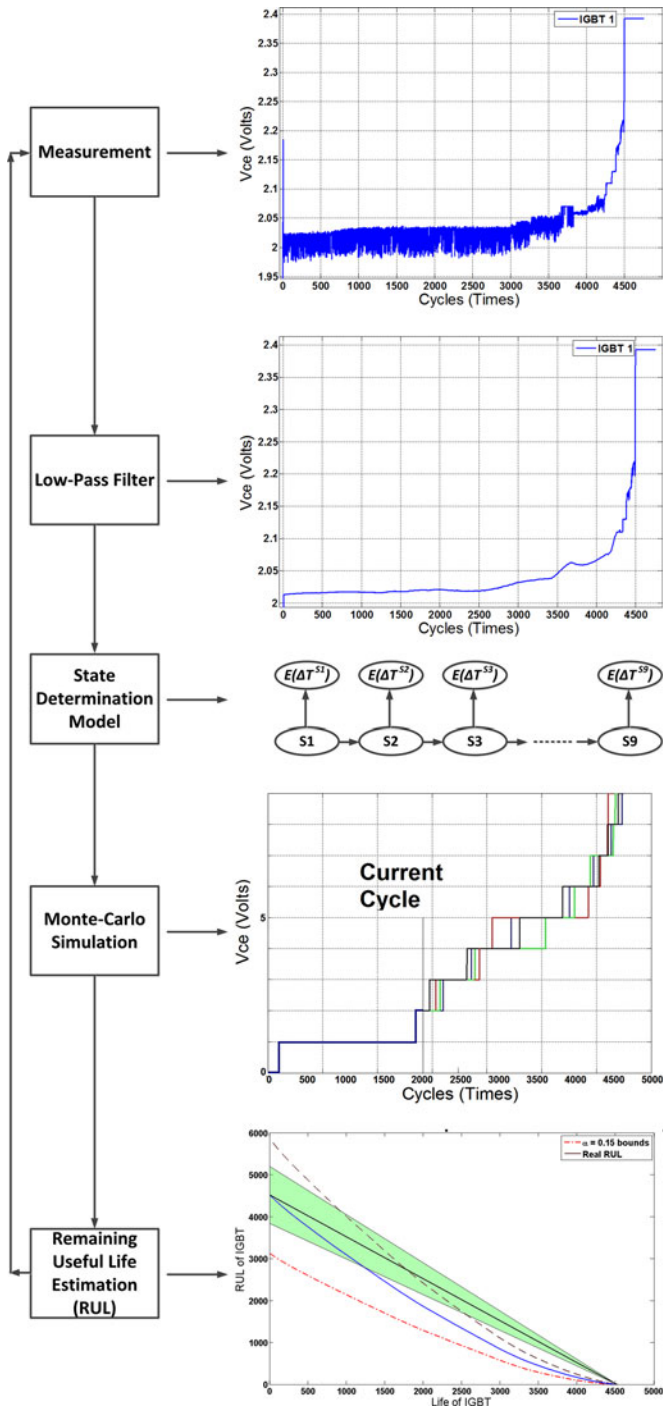 IGBT 1
2.4
2.35
2.3
2.25
2.2
2.15
2.1
2.05
2
1.95
Vce (Volts)
0 500 1000 1500 2000 2500 3000 3500 4000 4500
Cycles (Times)
Measurement
IGBT 1
2.4
2.35
2.3
2.25
2.2
2.15
2.1
2.05
2
Vce (Volts)
0 500 1000 1500 2000 2500 3000 3500 4000 4500
Cycles (Times)
Low-Pass Filter
State
Determination
Model
E(ΔT^S1) E(ΔT^S2) E(ΔT^S3) E(ΔT^S9)
S1 S2 S3 S9
Monte-Carlo
Simulation
Current
Cycle
5
0
Vce (Volts)
0 500 1000 1500 2000 2500 3000 3500 4000 4500 5000
Cycles (Times)
Remaining
Useful Life
Estimation
(RUL)
α = 0.15 bounds
Real RUL
6000
5000
4000
3000
2000
1000
0
RUL of IGBT
0 500 1000 1500 2000 2500 3000 3500 4000 4500 5000
Life of IGBT